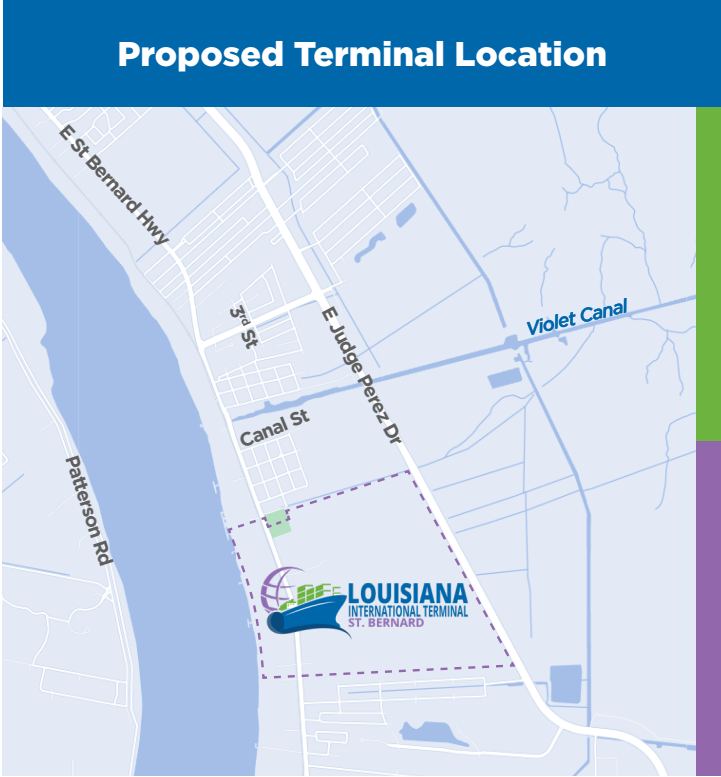 Proposed Terminal Location
E St Bernard Hwy
3rd St
E Judge Perez Dr
Violet Canal
Canal St
Patterson Rd
LOUISIANA
INTERNATIONAL TERMINAL
ST. BERNARD